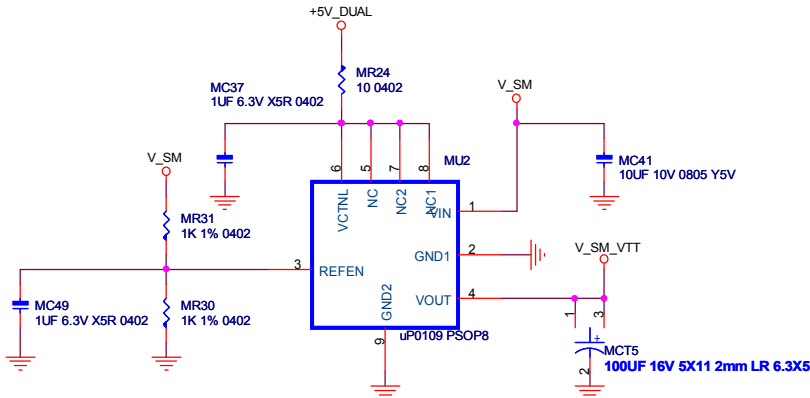 +5V_DUAL
MR24
10 0402
MC37
1UF 6.3V X5R 0402
V_SM
MC41
10UF 10V 0805 Y5V
V_SM
MR31
1K 1% 0402
MC49
1UF 6.3V X5R 0402
MR30
1K 1% 0402
MU2
6
5
7
8
VCTNL
NC
NC2
NC1
VIN
1
GND1
2
3
REFEN
VOUT
4
GND2
9
uP0109 PSOP8
V_SM_VTT
1
3
+
2
MCT5
100UF 16V 5X11 2mm LR 6.3X5